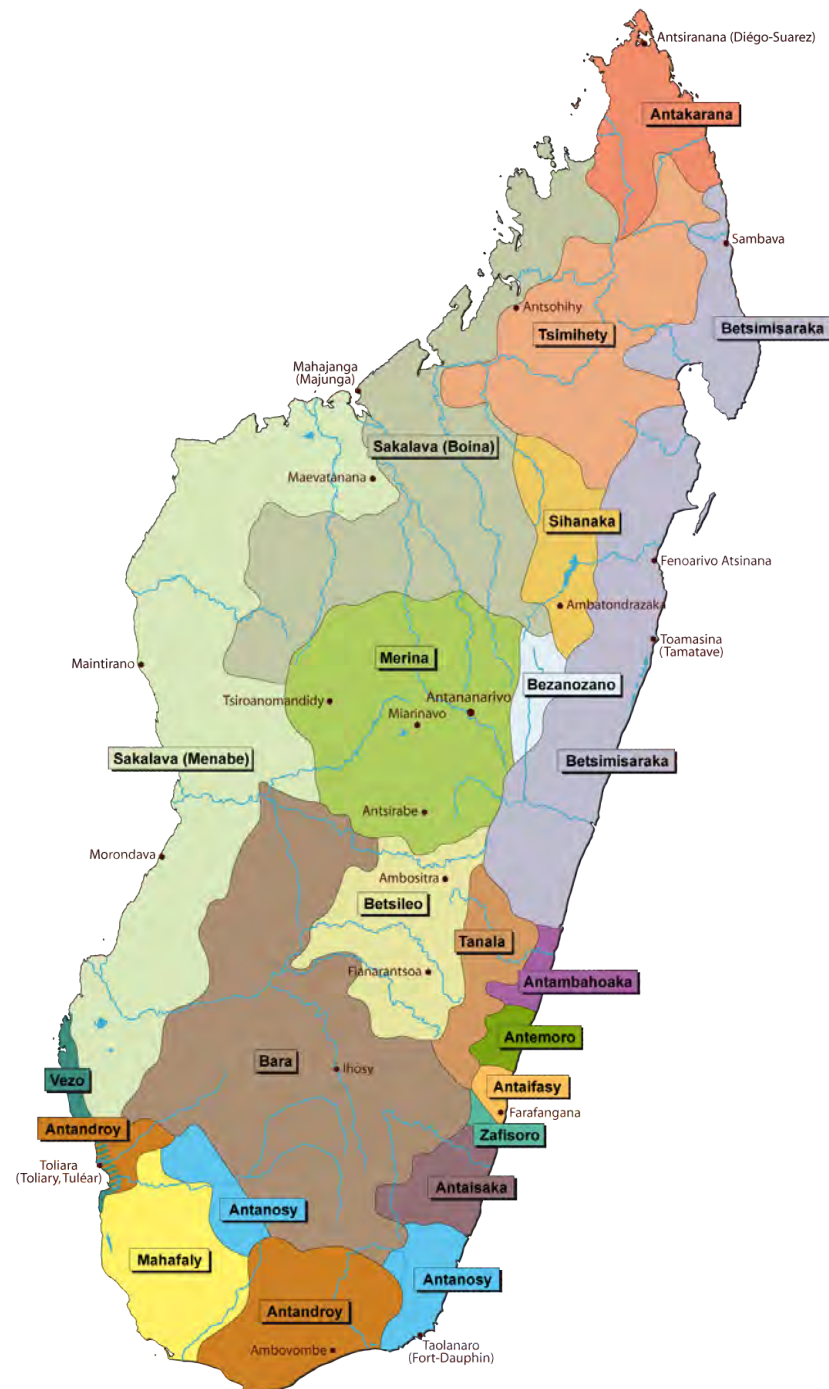 Antsiranana (Diégo-Suarez)
Antakarana
Sambava
Antsohihy
Betsimisaraka
Tsimihety
Mahajanga
(Majunga)
Sakalava (Boina)
Maevatanana
Sihanaka
Fenoarivo Atsinana
Ambatondrazaka
Toamasina
(Tamatave)
Merina
Maintirano
Bezanozano
Antananarivo
Tsiroanomandidy
Miarinavo
Sakalava (Menabe)
Betsimisaraka
Antsirabe
Morondava
Ambositra
Betsileo
Tanala
Fianarantsoa
Antambahoaka
Antemoro
Bara
Ihosy
Vezo
Antaifasy
Farafangana
Antandroy
Zafisoro
Toliara
(Toliary, Tuléar)
Antaisaka
Antanosy
Mahafaly
Antanosy
Antandroy
Ambovombe
Taolanaro
(Fort-Dauphin)